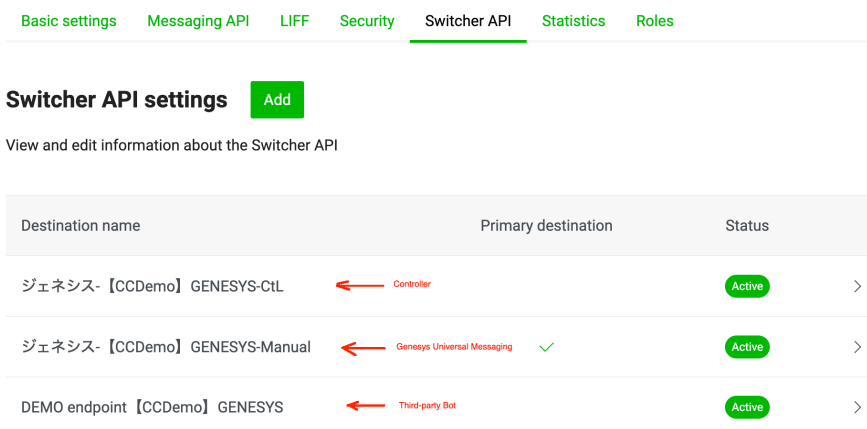 Basic settings Messaging API LIFF Security Switcher API Statistics Roles
Switcher API settings Add
View and edit information about the Switcher API
Destination name Primary destination Status
ジェネシス-【CCDemo】GENESYS-CtL Controller Active
ジェネシス-【CCDemo】GENESYS-Manual Genesys Universal Messaging Active
DEMO endpoint【CCDemo】GENESYS Third-party Bot Active